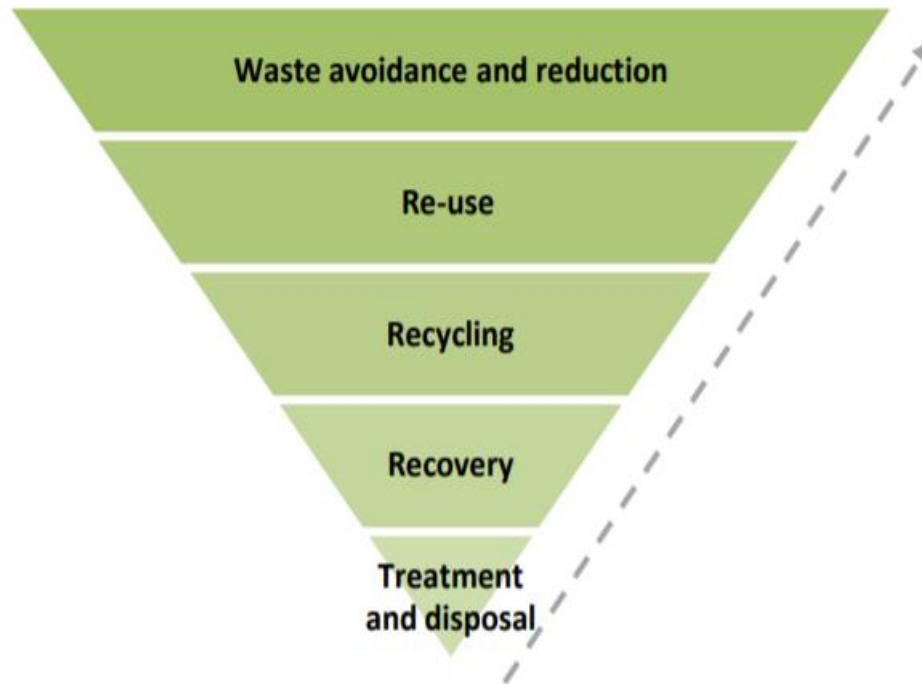 Waste avoidance and reduction
Re-use
Recycling
Recovery
Treatment
and disposal